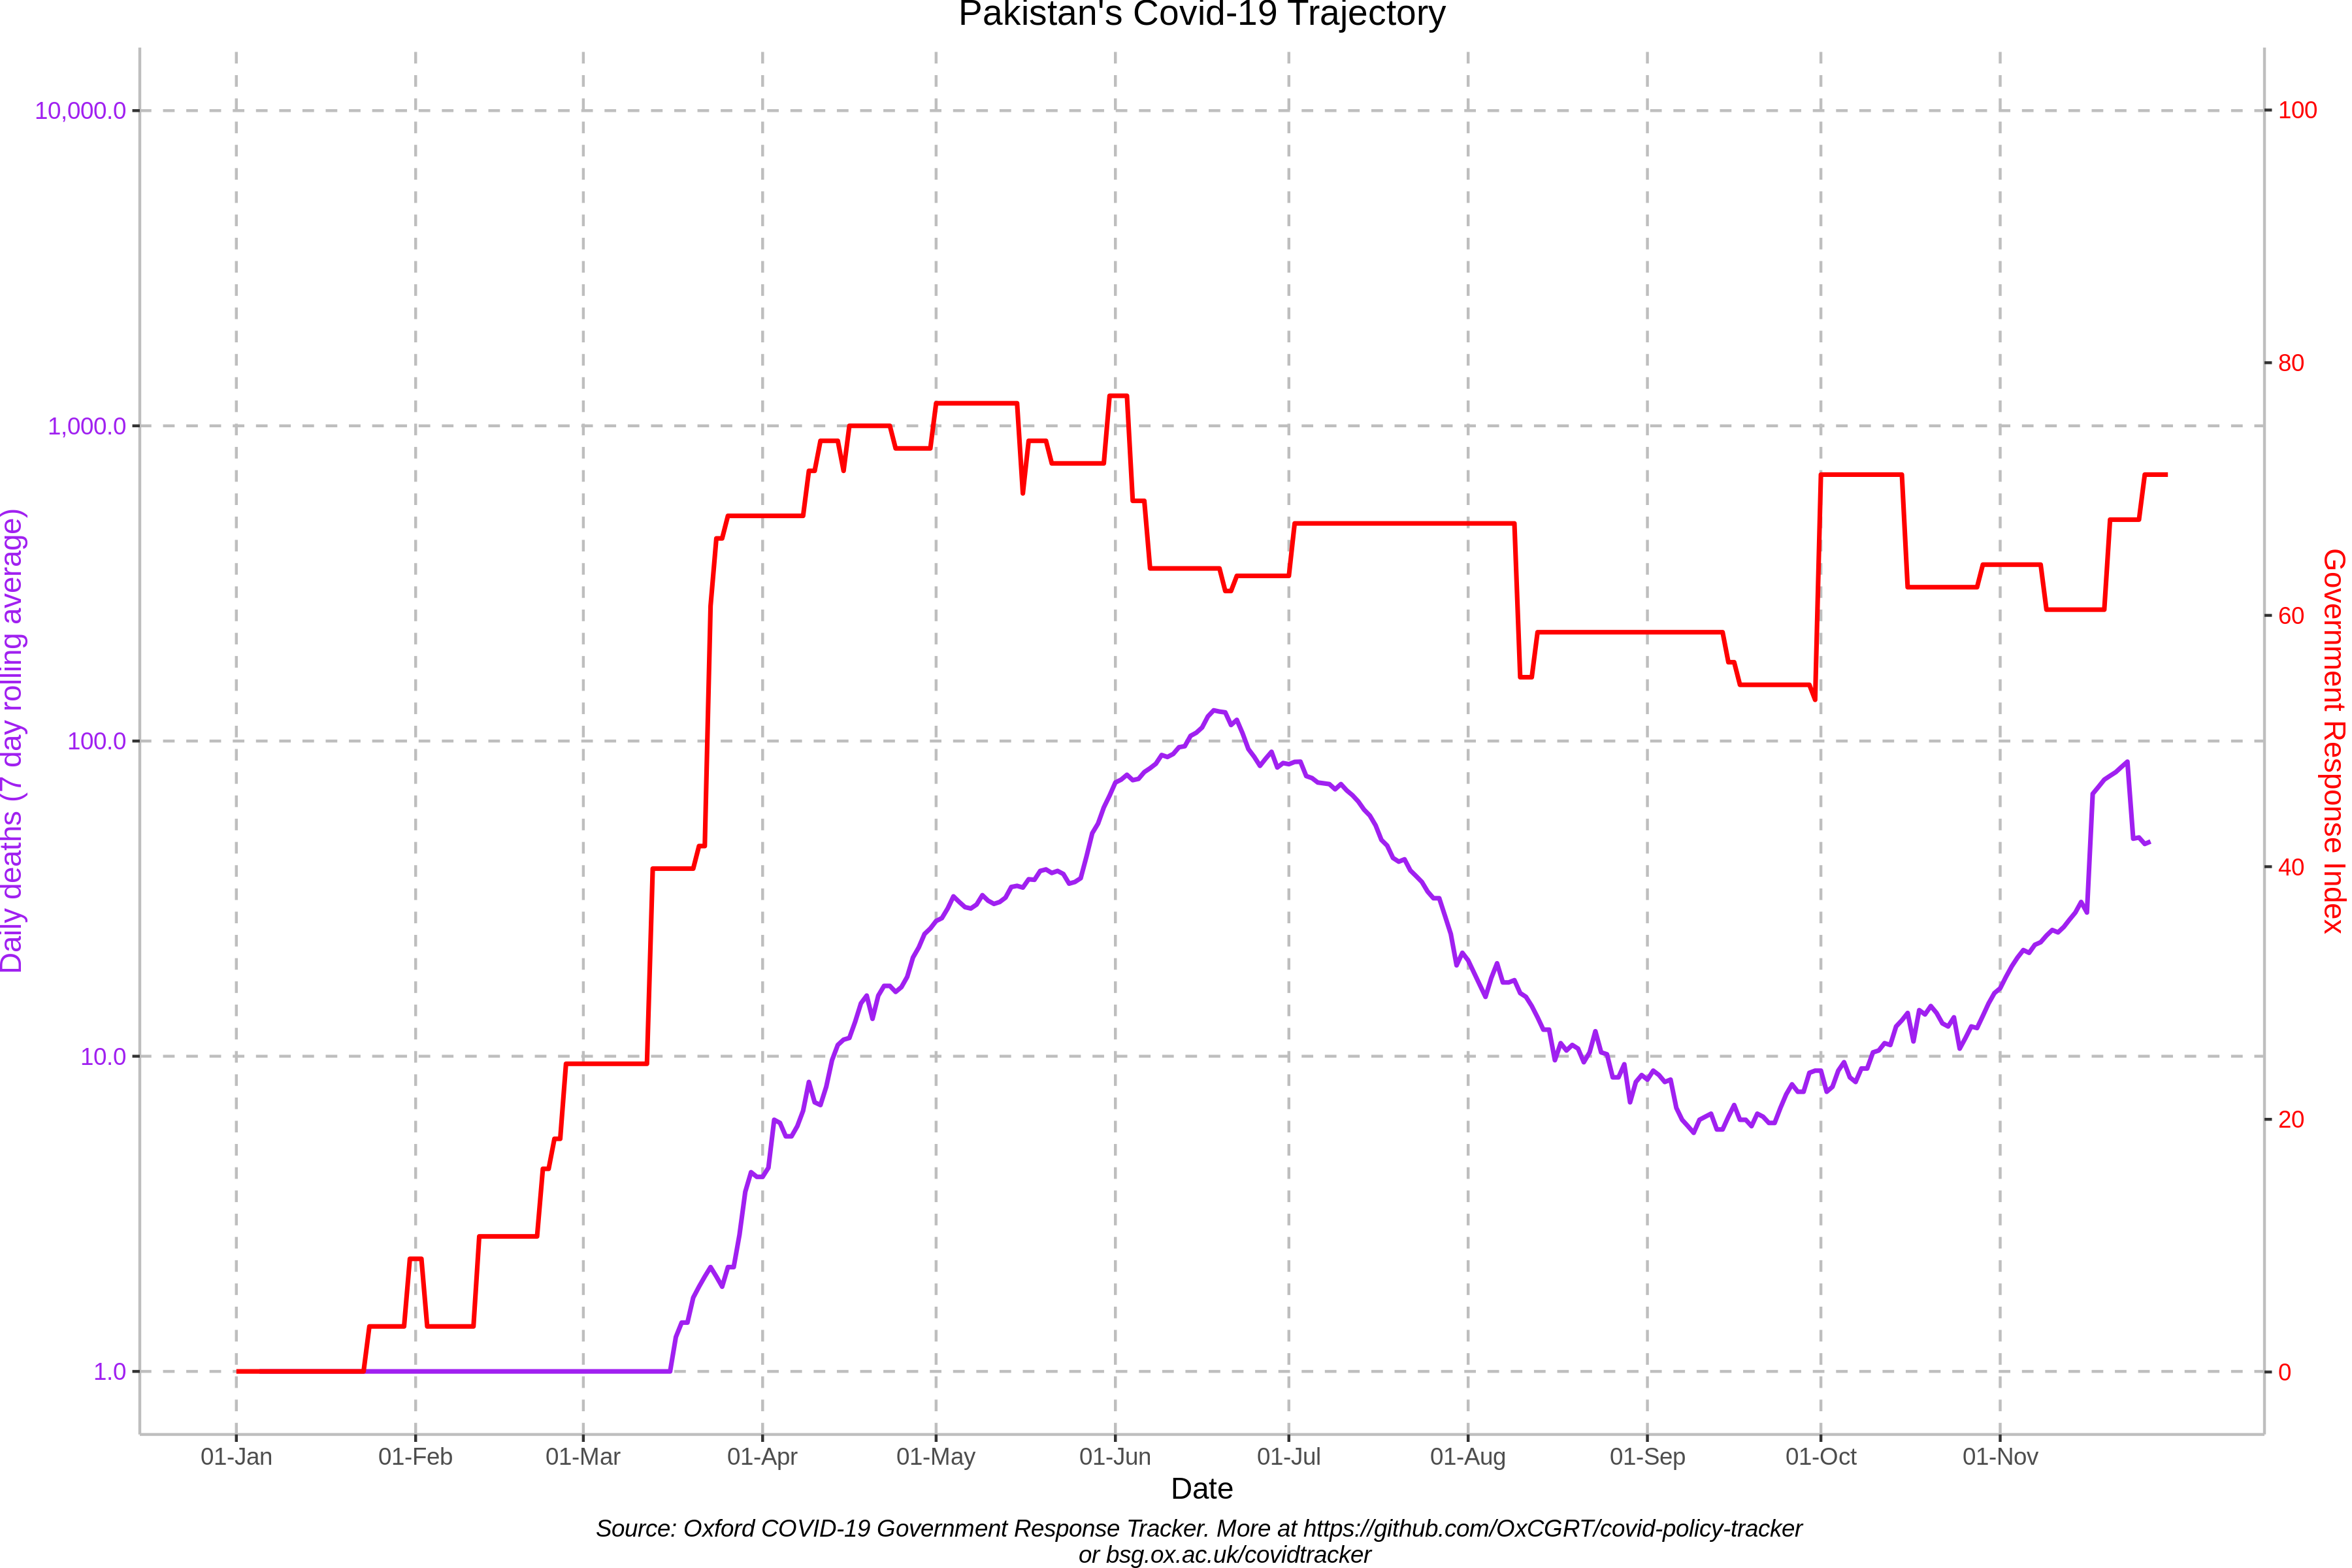 Pakistan's Covid-19 Trajectory
10,000.0
1,000.0
100.0
10.0
1.0
Daily deaths (7 day rolling average)
100
80
60
40
20
0
Government Response Index
01-Jan
01-Feb
01-Mar
01-Apr
01-May
01-Jun
01-Jul
01-Aug
01-Sep
01-Oct
01-Nov
Date
Source: Oxford COVID-19 Government Response Tracker. More at https://github.com/OxCGRT/covid-policy-tracker
or bsg.ox.ac.uk/covidtracker